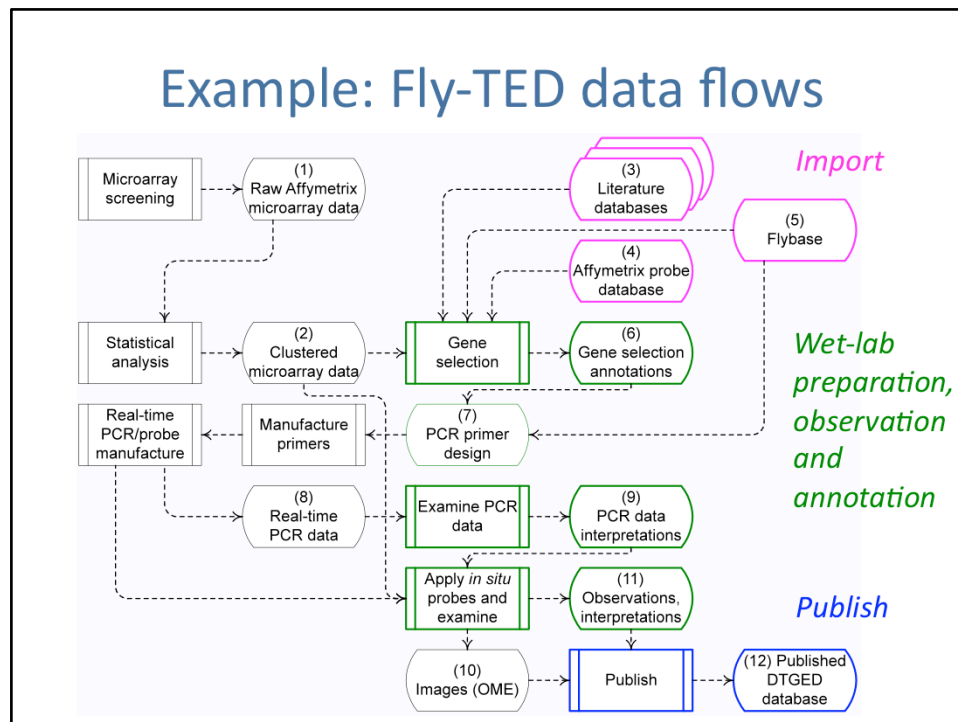 Example: Fly-TED data flows
Import
Microarray
screening
(1)
Raw Affymetrix
microarray data
(3)
Literature
databases
(5)
Flybase
(4)
Affymetrix probe
database
Statistical
analysis
(2)
Clustered
microarray data
Gene
selection
(6)
Gene selection
annotations
Wet-lab
preparation,
observation
and
annotation
Real-time
PCR/probe
manufacture
Manufacture
primers
(7)
PCR primer
design
(8)
Real-time
PCR data
Examine PCR
data
(9)
PCR data
interpretations
Apply in situ
probes and
examine
(11)
Observations,
interpretations
Publish
(10)
Images (OME)
Publish
(12) Published
DTGED
database